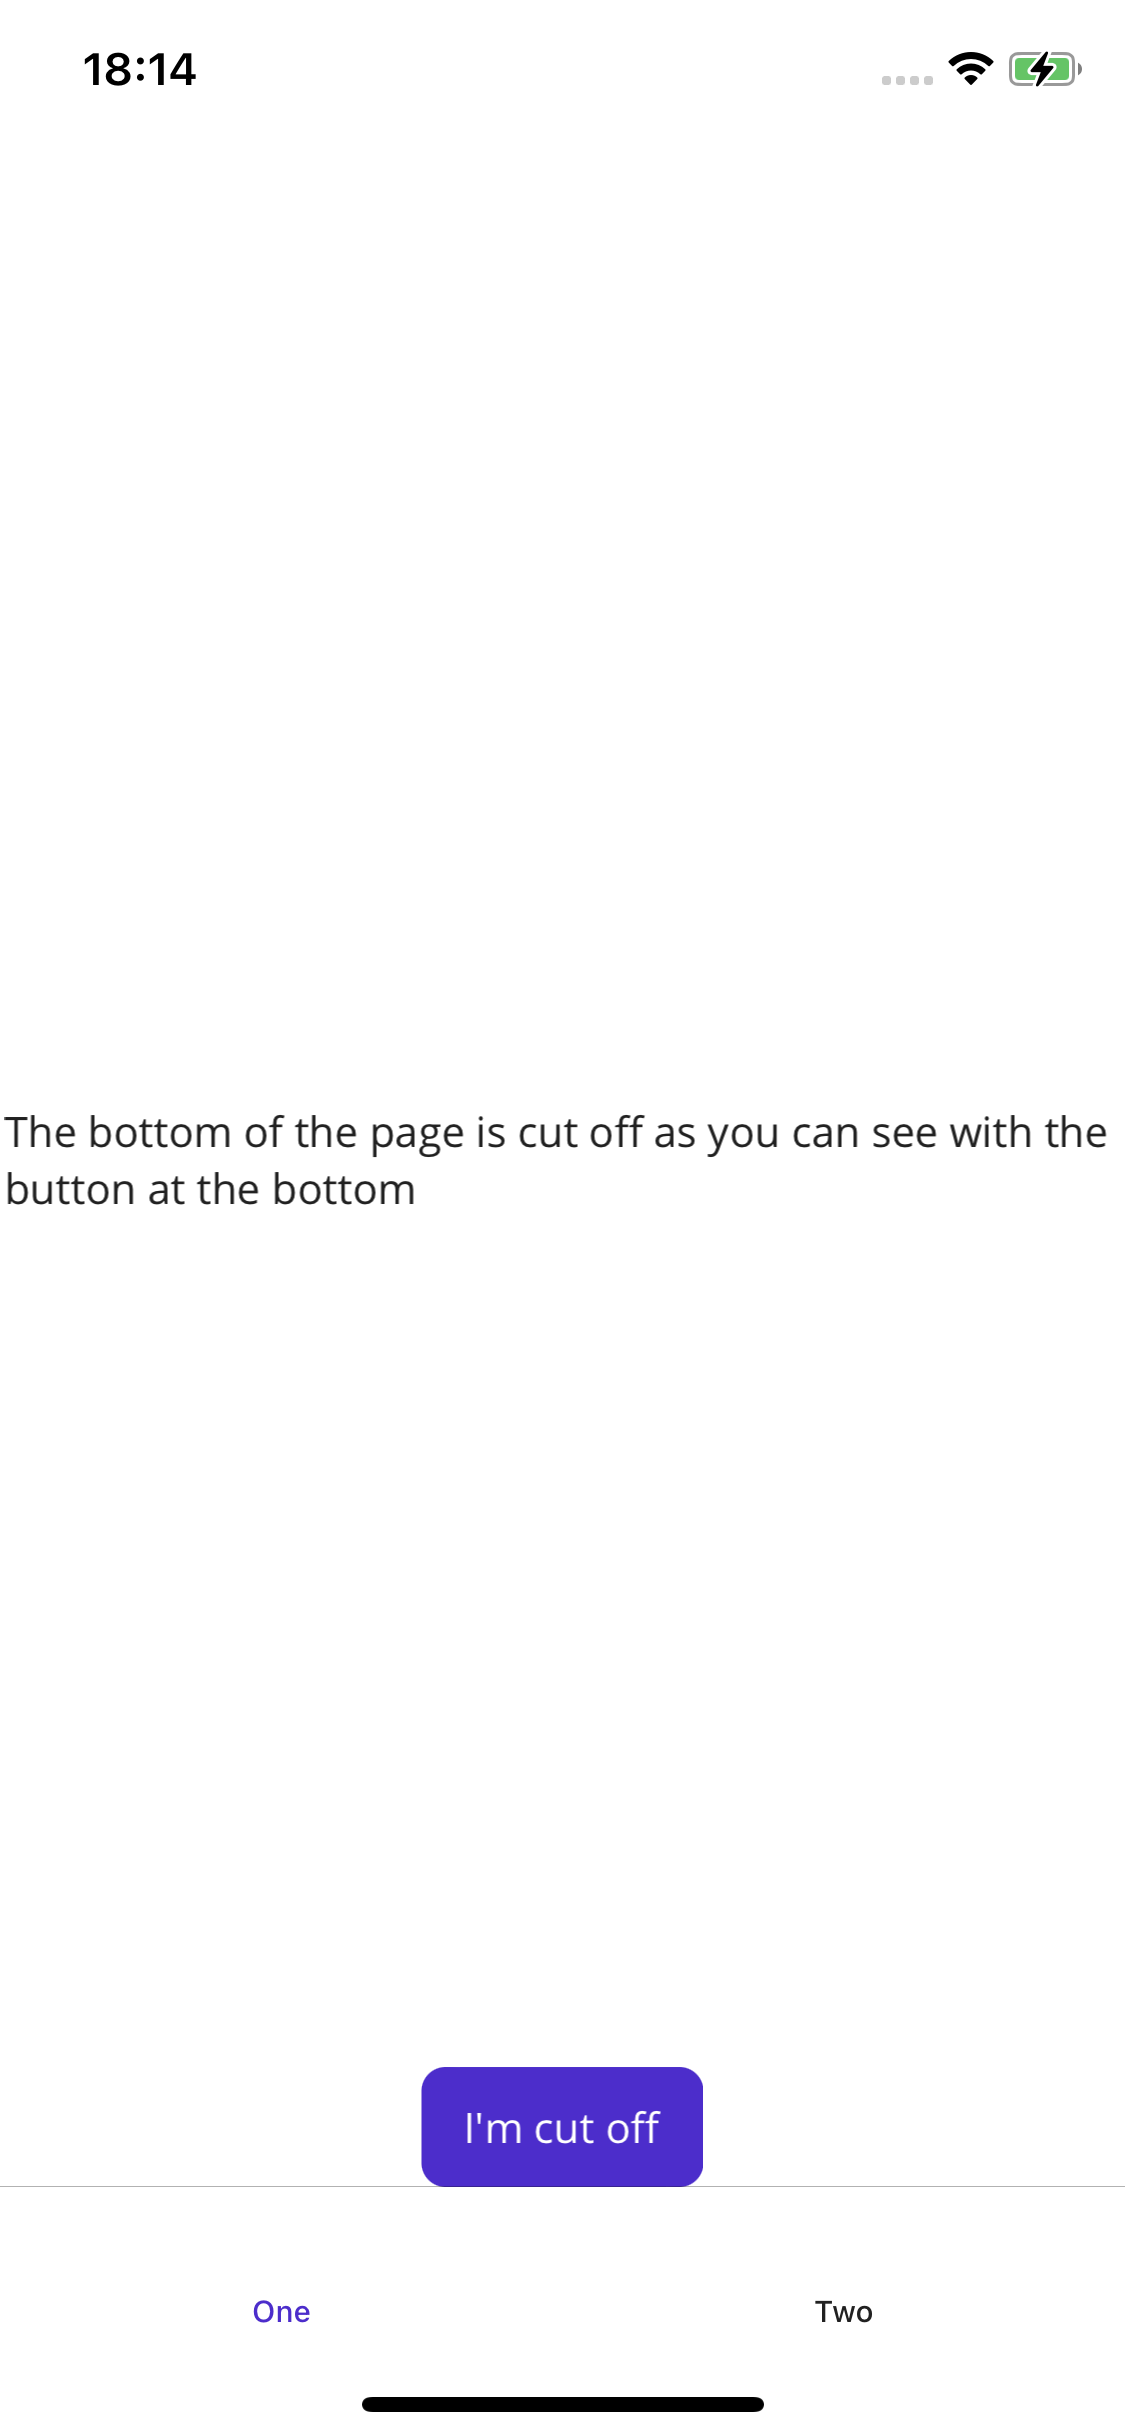 18:14
The bottom of the page is cut off as you can see with the
button at the bottom
I'm cut off
One
Two